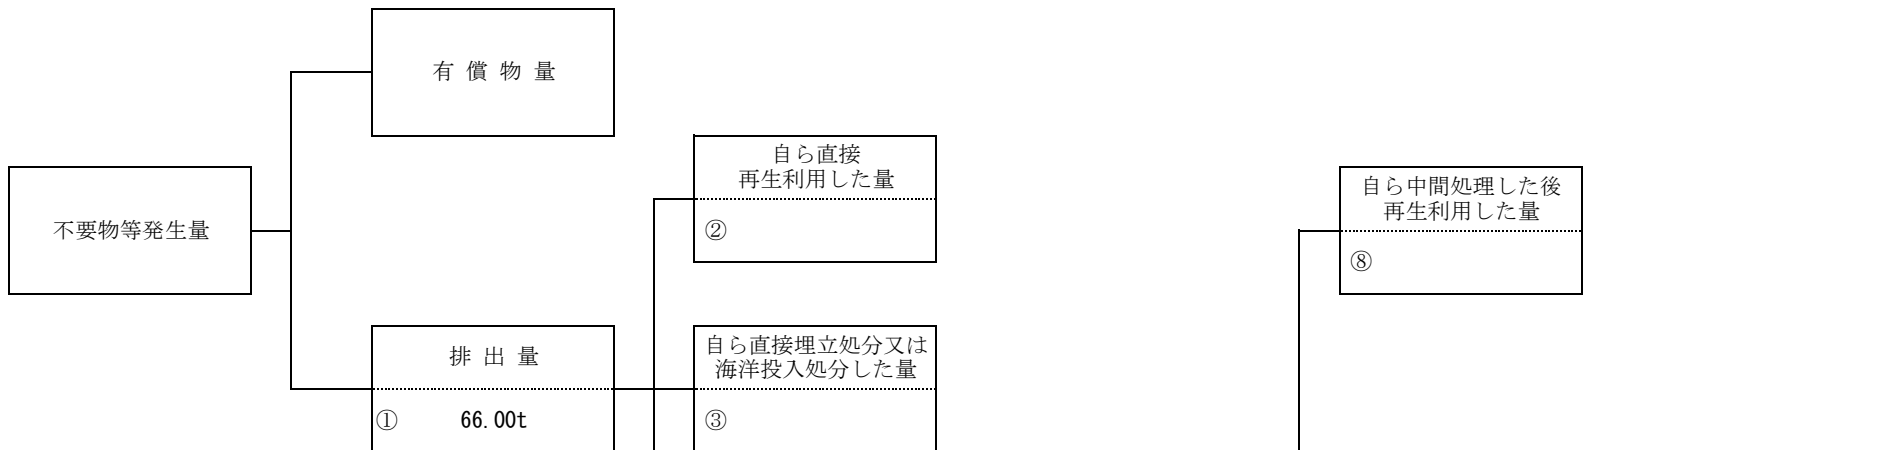 有償物量
自ら直接
再生利用した量
②
不要物等発生量
自ら中間処理した後
再生利用した量
⑧
排出量
① 66.00t
自ら直接埋立処分又は
海洋投入処分した量
③